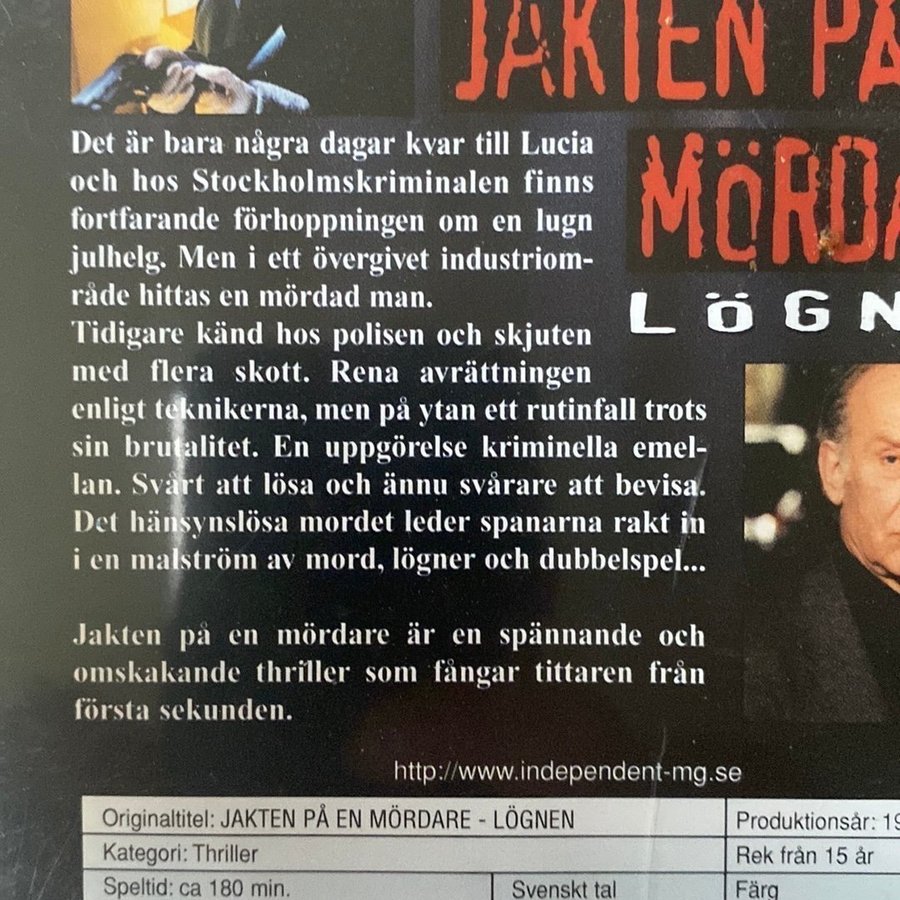 JAKTEN PÅ
MÖRDA
LÖGN
Det är bara några dagar kvar till Lucia
och hos Stockholmskriminalen finns
fortfarande förhoppningen om en lugn
julhelg. Men i ett övergivet industriom-
råde hittas en mördad man.
Tidigare känd hos polisen och skjuten
med flera skott. Rena avrättningen
enligt teknikerna, men på ytan ett rutinfall trots
sin brutalitet. En uppgörelse kriminella emel-
lan. Svårt att lösa och ännu svårare att bevisa.
Det hänsynslösa mordet leder spanarna rakt in
i en malström av mord, lögner och dubbelspel...
Jakten på en mördare är en spännande och
omskakande thriller som fångar tittaren från
första sekunden.
http://www.independent-mg.se
Originaltitel: JAKTEN PÅ EN MÖRDARE - LÖGNEN
Produktionsår: 19
Kategori: Thriller
Rek från 15 år
Speltid: ca 180 min.
Svenskt tal
Färg